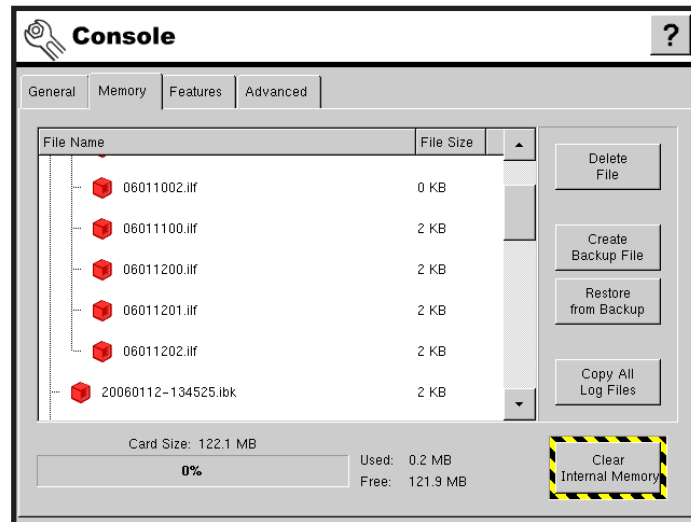 Console
?
General Memory Features Advanced
File Name File Size
06011002.ilf 0 KB
06011100.ilf 2 KB
06011200.ilf 2 KB
06011201.ilf 2 KB
06011202.ilf 2 KB
20060112-134525.ibk 2 KB
Delete
File
Create
Backup File
Restore
from Backup
Copy All
Log Files
Card Size: 122.1 MB
0%
Used: 0.2 MB
Free: 121.9 MB
Clear
Internal Memory